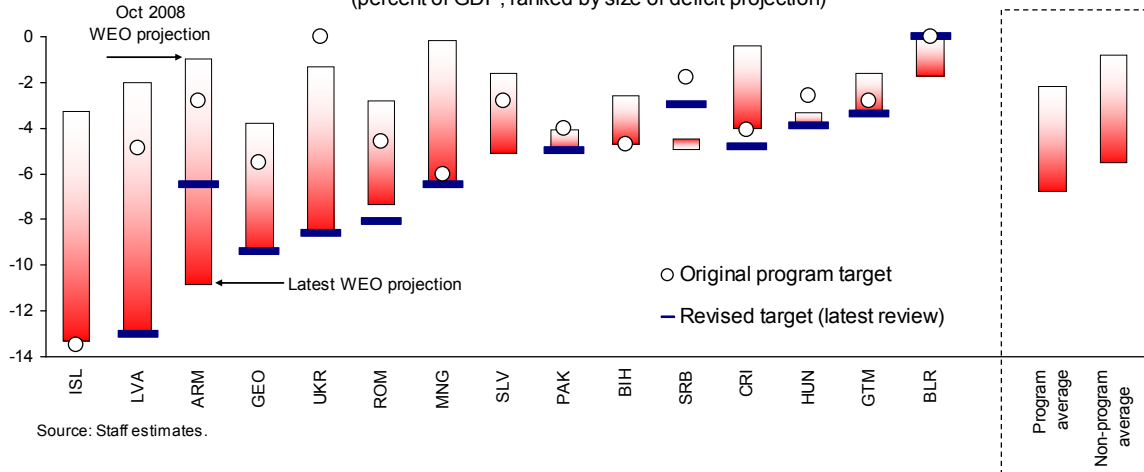 (percent of GDP, ranked by size of deficit projection)
Oct 2008
WEO projection
0
-2
-4
-6
-8
-10
-12
-14
Latest WEO projection
Original program target
Revised target (latest review)
ISL
LVA
ARM
GEO
UKR
ROM
MNG
SLV
PAK
BIH
SRB
CRI
HUN
GTM
BLR
Program
average
Non-program
average
Source: Staff estimates.